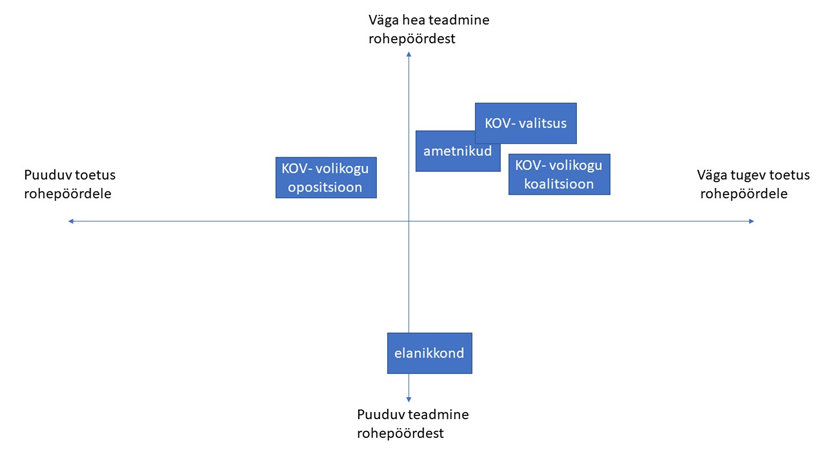 Väga hea teadmine
rohepöördest
KOV- valitsus
ametnikud
KOV- volikogu
opositsioon
KOV- volikogu
koalitsioon
Puuduv toetus
rohepöördele
Väga tugev toetus
rohepöördele
elanikkond
Puuduv teadmine
rohepöördest